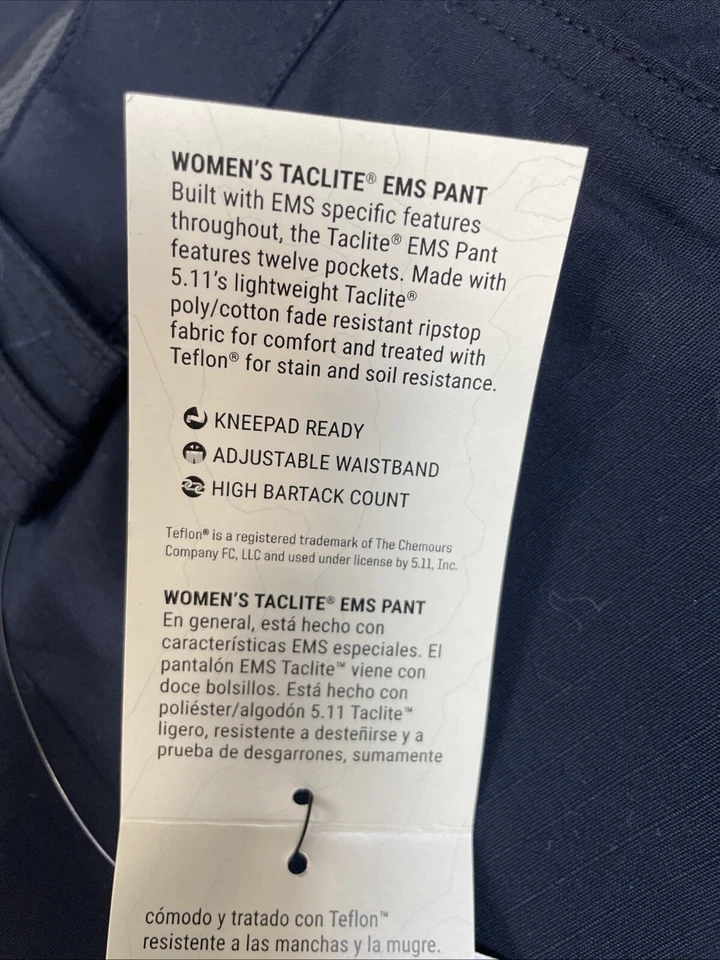 WOMEN'S TACLITE® EMS PANT
Built with EMS specific features
throughout, the Taclite® EMS Pant
features twelve pockets. Made with
5.11's lightweight Taclite®
poly/cotton fade resistant ripstop
fabric for comfort and treated with
Teflon® for stain and soil resistance.
KNEEPAD READY
ADJUSTABLE WAISTBAND
HIGH BARTACK COUNT
Teflon® is a registered trademark of The Chemours
Company FC, LLC and used under license by 5.11, Inc.
WOMEN'S TACLITE® EMS PANT
En general, está hecho con
características EMS especiales. El
pantalón EMS Taclite™ viene con
doce bolsillos. Está hecho con
poliéster/algodón 5.11 Taclite™
ligero, resistente a desteñirse y a
prueba de desgarrones, sumamente
cómodo y tratado con Teflon™
resistente a las manchas y la mugre.